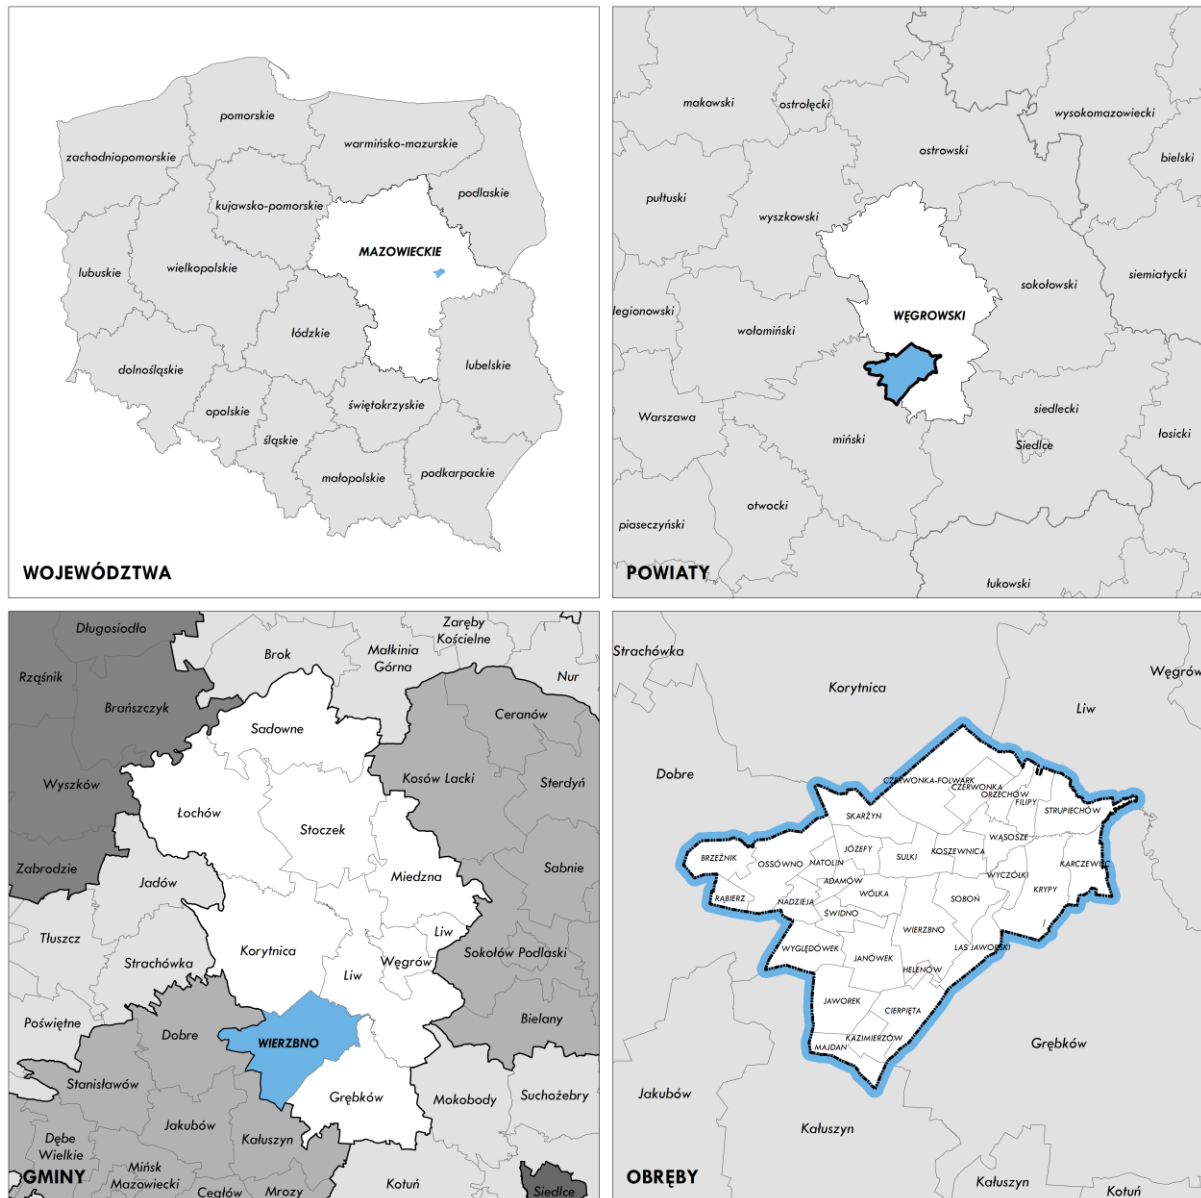 pomorskie
zachodniopomorskie
warmińsko-mazurskie
podlaskie
kujawsko-pomorskie
MAZOWIECKIE
lubuskie
wielkopolskie
łódzkie
dolnośląskie
lubelskie
opolskie
świętokrzyskie
śląskie
małopolskie
podkarpackie
WOJEWÓDZTWA
makowski
ostrołęcki
wysokomazowiecki
ostrowski
bielski
pułtuski
wyszkowski
siemiatycki
sokołowski
legionowski
WĘGROWSKI
wołomiński
Warszawa
siedlecki
miński
Siedlce
łosicki
otwocki
piaseczyński
łukowski
POWIATY
Długosiodło
Zaręby
Kościelne
Brok
Małkinia
Górna
Rząśnik
Nur
Brańszczyk
Ceranów
Sadowne
Wyszków
Kosów Lacki
Sterdyń
Łochów
Stoczek
Zabrodzie
Jadów
Miedzna
Sabnie
Tłuszcz
Liw
Korytnica
Sokołów Podlaski
Strachówka
Liw
Węgrów
Poświętne
Dobre
WIERZBNO
Bielany
Stanisławów
Grębków
Mokobody
Suchożebry
Jakubów
Kałuszyn
Dębe
Wielkie
Mińsk
Mazowiecki
Cegłów
Mrozy
Kotuń
Siedlce
GMINY
Strachówka
Korytnica
Węgrów
Liw
Dobre
CZERWONKA-FOLWARK
CZERWONKA
ORZECHÓW
FILIPY
STRUPIECHÓW
SKARŻYN
WĄSOSZE
JÓZEFY
SULKI
KOSZEWNICA
BRZEŹNIK
OSSÓWNO
NATOLIN
KARCZEWIEC
WYCZÓŁKI
ADAMÓW
KRYPY
WÓLKA
RĄBIERZ
NADZIEJA
SOBOŃ
ŚWIDNO
WIERZBNO
WYGLĘDÓWEK
LAS JAWORSKI
JANÓWEK
HELENÓW
JAWOREK
CIERPIĘTA
KAZIMIERZÓW
MAJDAN
Grębków
Jakubów
Kałuszyn
Kałuszyn
Kotuń
OBRĘBY